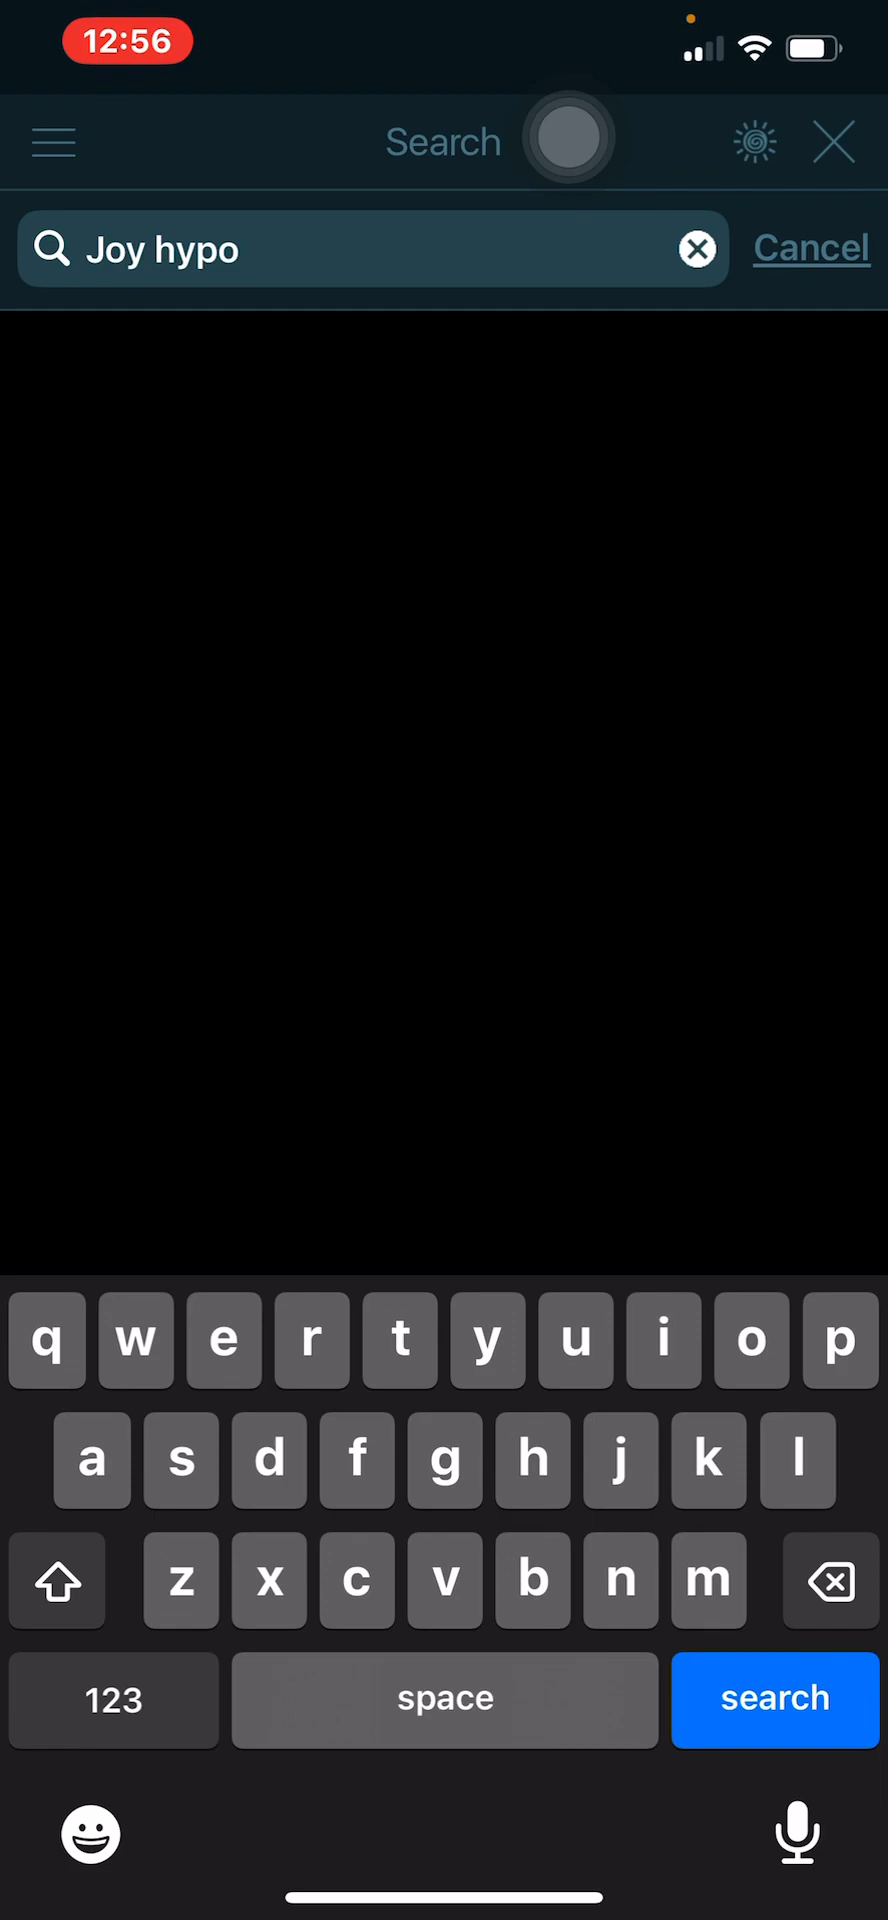 12:56
Search
Joy hypo
Cancel
q w e r t y u i o p
a s d f g h j k l
z x c v b n m
123 space search